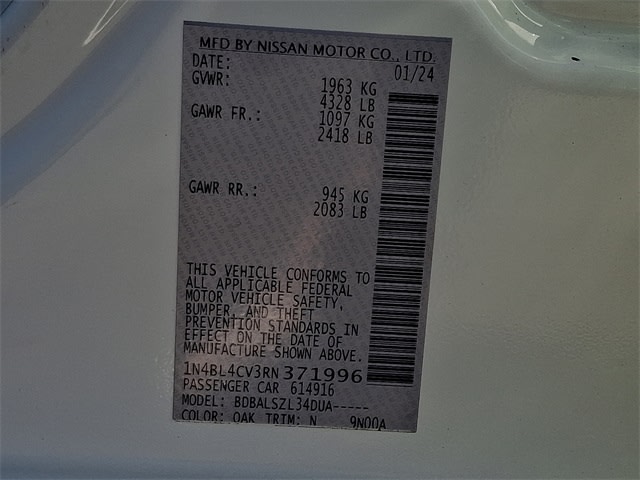 MFD BY NISSAN MOTOR CO., LTD.
DATE: 01/24
GVWR: 1963 KG
4328 LB
GAWR FR.: 1097 KG
2418 LB
GAWR RR.: 945 KG
2083 LB
THIS VEHICLE CONFORMS TO
ALL APPLICABLE FEDERAL
MOTOR VEHICLE SAFETY,
BUMPER, AND THEFT
PREVENTION STANDARDS IN
EFFECT ON THE DATE OF
MANUFACTURE SHOWN ABOVE.
1N4BL4CV3RN371996
PASSENGER CAR 614916
MODEL: BDBALSZL34DUA-----
COLOR: QAK TRIM: N 9N00A